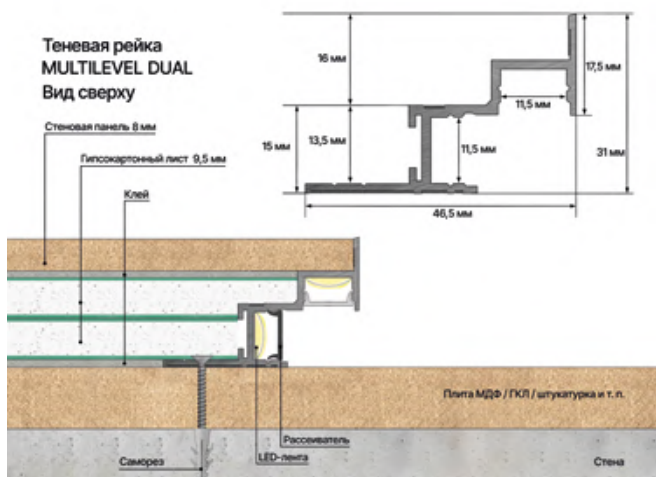 Теневая рейка
MULTILEVEL DUAL
Вид сверху
Стеновая панель 8 мм
Гипсокартонный лист 9,5 мм
Клей
16 мм
17,5 мм
11,5 мм
15 мм
13,5 мм
11,5 мм
31 мм
46,5 мм
Плита МДФ / ГКЛ / штукатурка и т. п.
Рассеиватель
LED-лента
Саморез
Стена